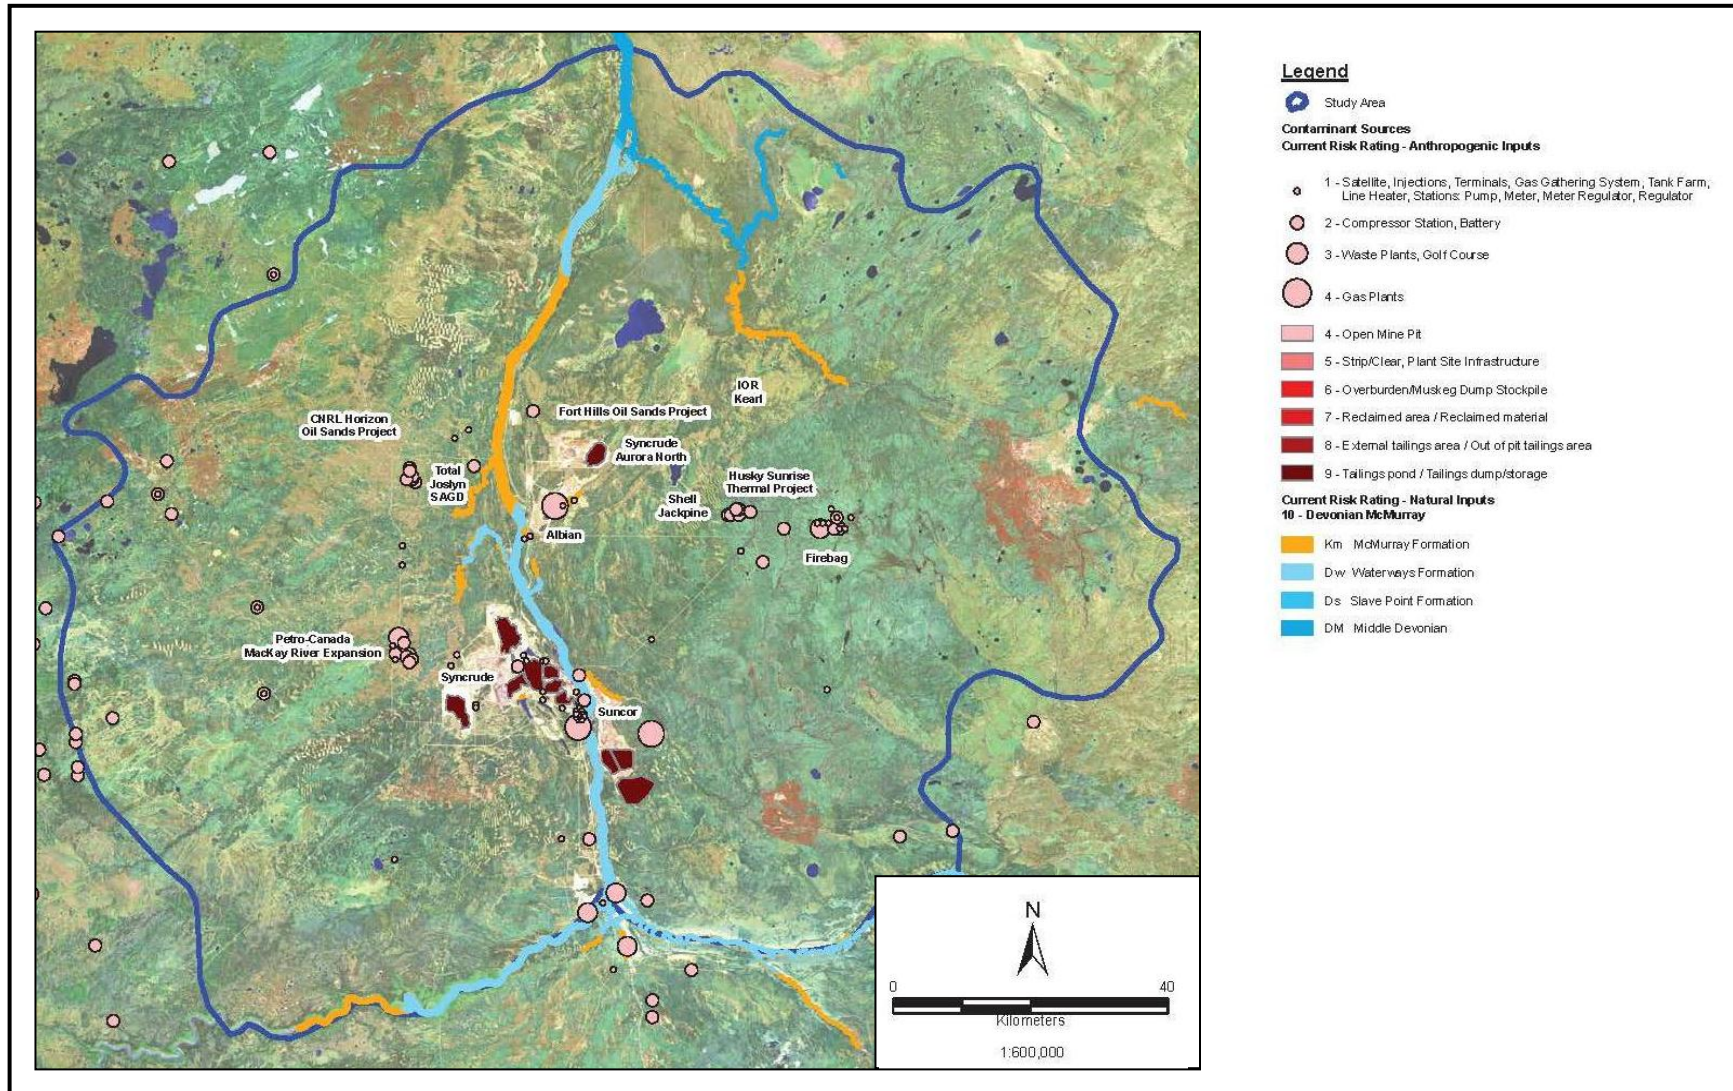 CNRL Horizon
Oil Sands Project
Fort Hills Oil Sands Project
IOR
Kearl
Syncrude
Aurora North
Total
Joslyn
SAGD
Husky Sunrise
Thermal Project
Shell
Jackpine
Albian
Firebag
Petro-Canada
MacKay River Expansion
Syncrude
Suncor
N
0 40
Kilometers
1:600,000
Legend
Study Area
Contaminant Sources
Current Risk Rating - Anthropogenic Inputs
1 - Satellite, Injections, Terminals, Gas Gathering System, Tank Farm,
Line Heater, Stations: Pump, Meter, Meter Regulator, Regulator
2 - Compressor Station, Battery
3 - Waste Plants, Golf Course
4 - Gas Plants
4 - Open Mine Pit
5 - Strip/Clear, Plant Site Infrastructure
6 - Overburden/Muskeg Dump Stockpile
7 - Reclaimed area / Reclaimed material
8 - External tailings area / Out of pit tailings area
9 - Tailings pond / Tailings dump/storage
Current Risk Rating - Natural Inputs
10 - Devonian McMurray
Km McMurray Formation
Dw Waterways Formation
Ds Slave Point Formation
DM Middle Devonian